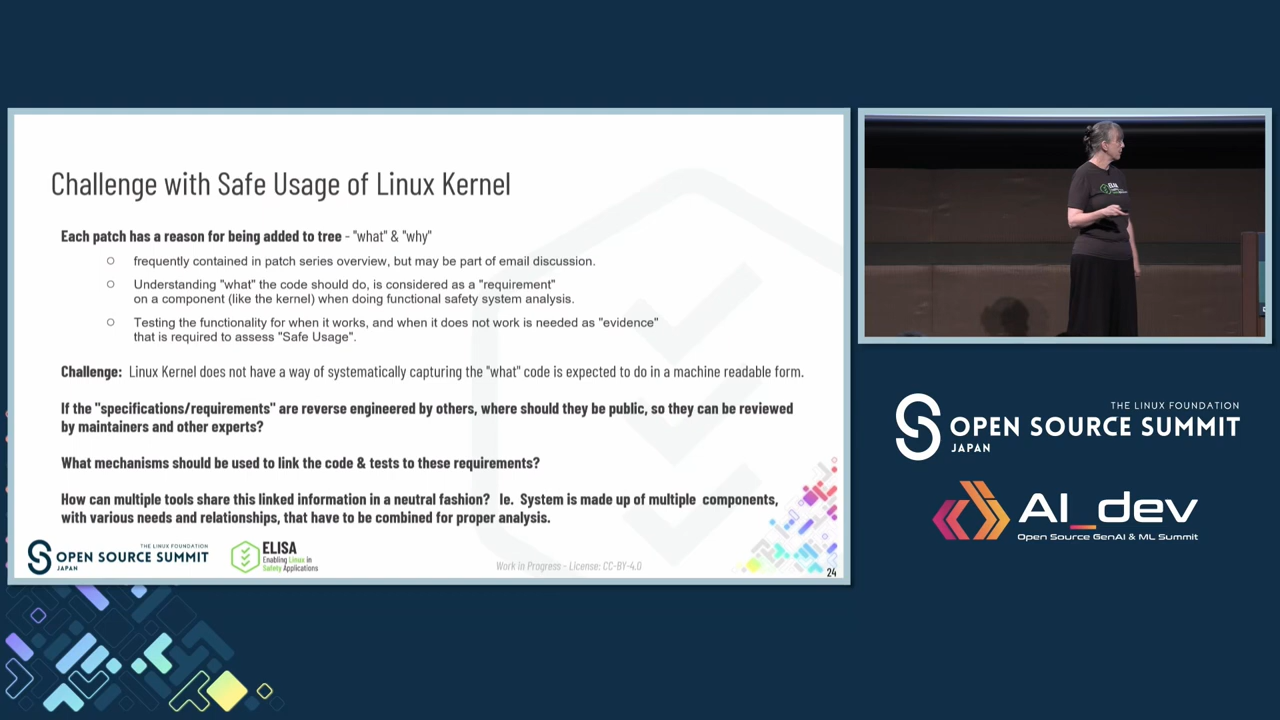 Challenge with Safe Usage of Linux Kernel
Each patch has a reason for being added to tree - "what" & "why"
○ frequently contained in patch series overview, but may be part of email discussion.
○ Understanding "what" the code should do, is considered as a "requirement"
on a component (like the kernel) when doing functional safety system analysis.
○ Testing the functionality for when it works, and when it does not work is needed as "evidence"
that is required to assess "Safe Usage".
Challenge: Linux Kernel does not have a way of systematically capturing the "what" code is expected to do in a machine readable form.
If the "specifications/requirements" are reverse engineered by others, where should they be public, so they can be reviewed
by maintainers and other experts?
What mechanisms should be used to link the code & tests to these requirements?
How can multiple tools share this linked information in a neutral fashion? Ie. System is made up of multiple components,
with various needs and relationships, that have to be combined for proper analysis.
THE LINUX FOUNDATION
OPEN SOURCE SUMMIT
JAPAN
ELISA
Enabling Linux in
Safety Applications
Work in Progress - License: CC-BY-4.0
24
ELISA
THE LINUX FOUNDATION
OPEN SOURCE SUMMIT
JAPAN
AI_dev
Open Source GenAI & ML Summit